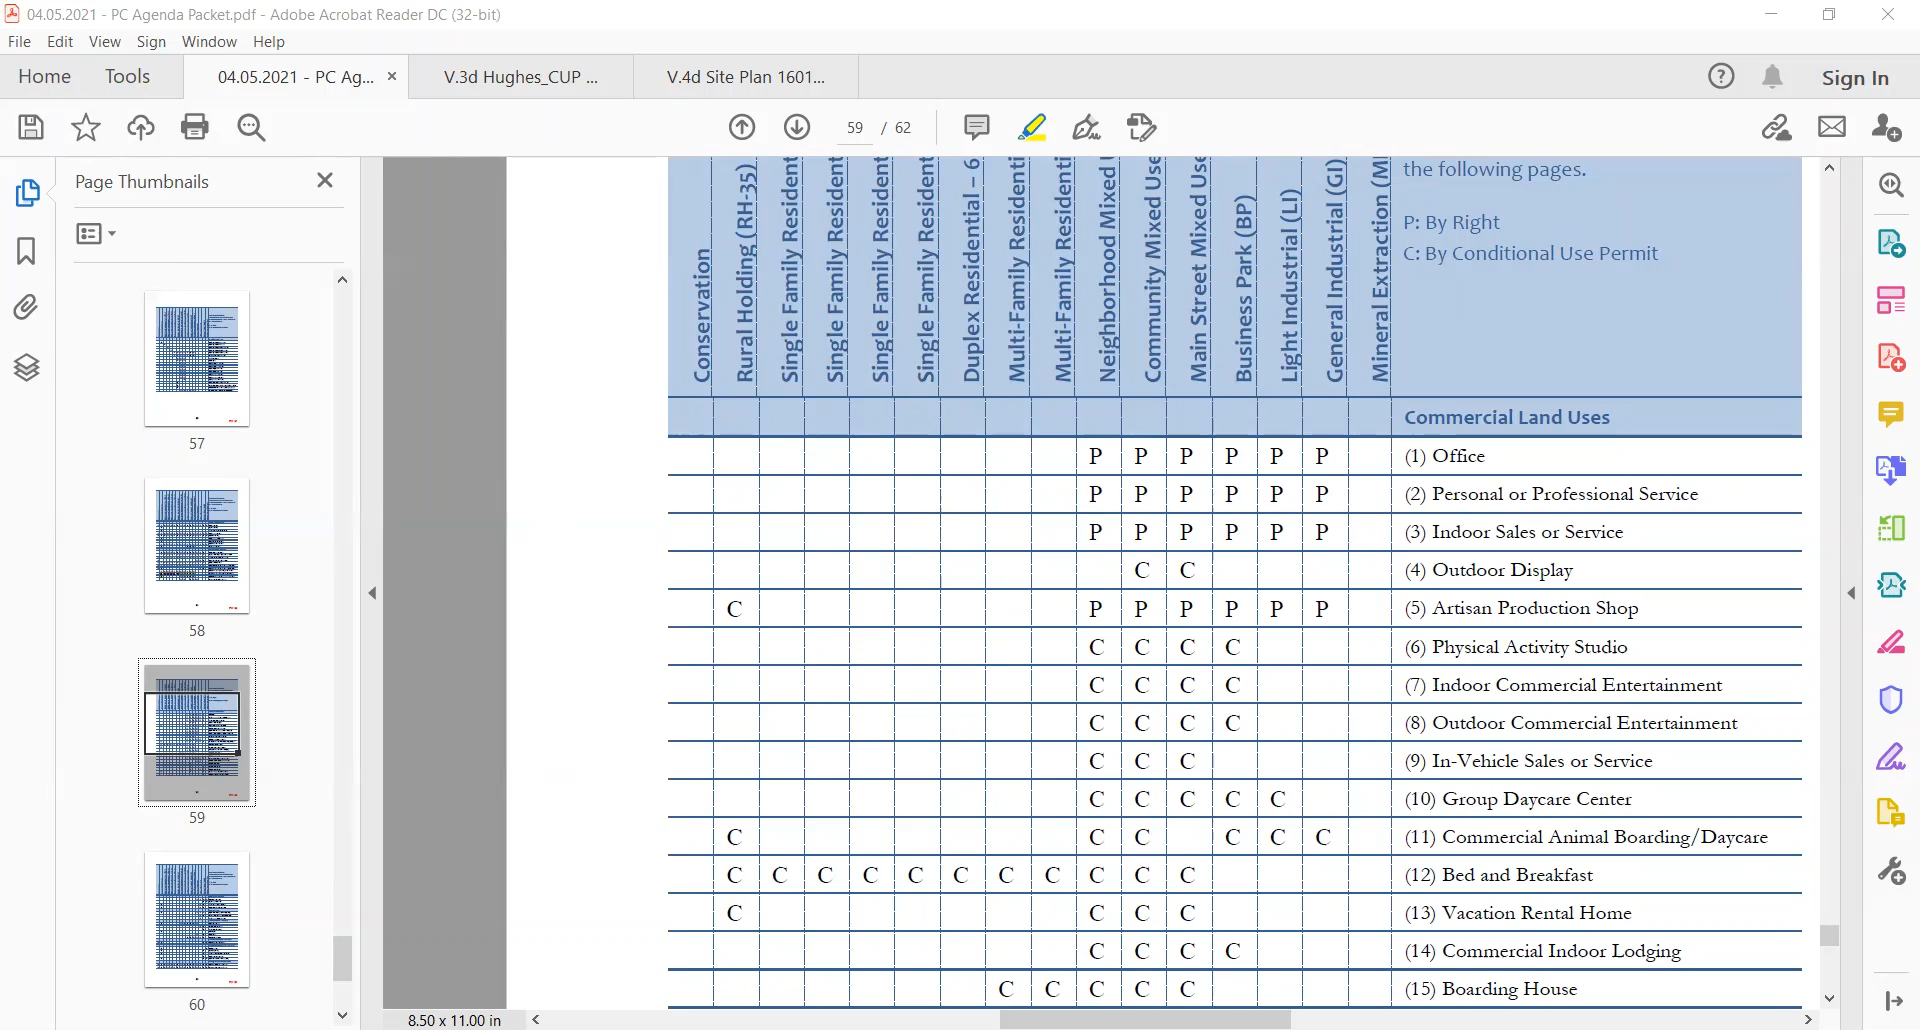 04.05.2021 - PC Agenda Packet.pdf - Adobe Acrobat Reader DC (32-bit)
File Edit View Sign Window Help
Home Tools 04.05.2021 - PC Ag... × V.3d Hughes_CUP ... V.4d Site Plan 1601... Sign In
59 / 62
Page Thumbnails
57
58
59
60
Conservation
Rural Holding (RH-35)
Single Family Resident
Single Family Resident
Single Family Resident
Single Family Resident
Duplex Residential – 6
Multi-Family Residenti
Multi-Family Residenti
Neighborhood Mixed
Community Mixed Use
Main Street Mixed Use
Business Park (BP)
Light Industrial (LI)
General Industrial (GI)
Mineral Extraction (M
the following pages.
P: By Right
C: By Conditional Use Permit
Commercial Land Uses
P P P P P P (1) Office
P P P P P P (2) Personal or Professional Service
P P P P P P (3) Indoor Sales or Service
C C (4) Outdoor Display
C P P P P P P (5) Artisan Production Shop
C C C C (6) Physical Activity Studio
C C C C (7) Indoor Commercial Entertainment
C C C C (8) Outdoor Commercial Entertainment
C C C (9) In-Vehicle Sales or Service
C C C C C (10) Group Daycare Center
C C C C C C (11) Commercial Animal Boarding/Daycare
C C C C C C C C C C C (12) Bed and Breakfast
C C C C (13) Vacation Rental Home
C C C C (14) Commercial Indoor Lodging
C C C C C (15) Boarding House
8.50 x 11.00 in